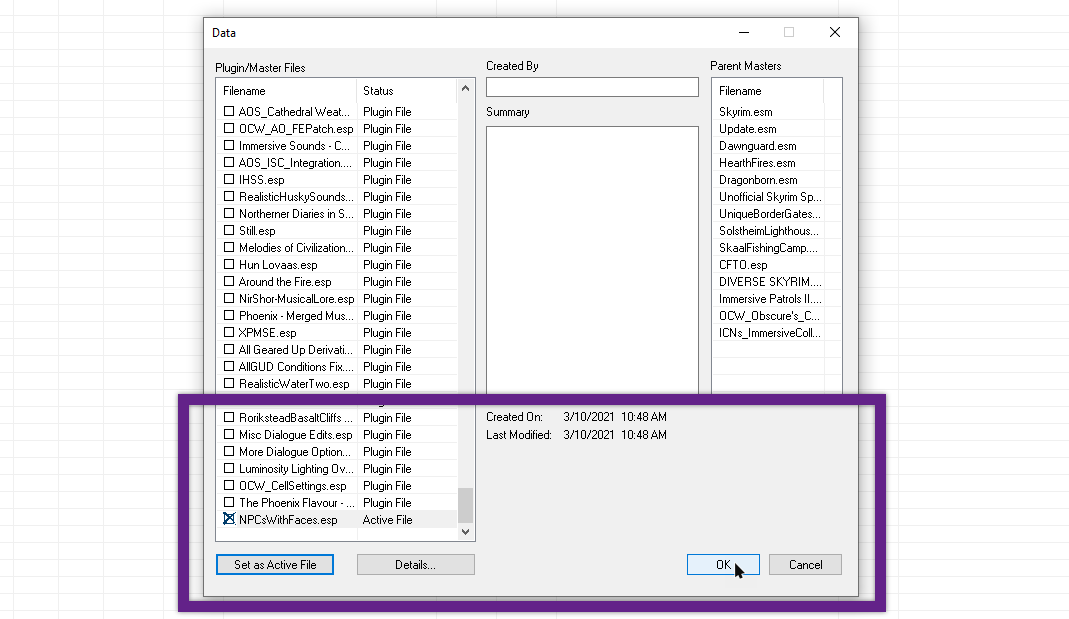 Data
Plugin/Master Files
Filename Status
AOS_Cathedral Weat... Plugin File
OCW_AO_FEPatch.esp Plugin File
Immersive Sounds - C... Plugin File
AOS_ISC_Integration.... Plugin File
IHSS.esp Plugin File
RealisticHuskySounds... Plugin File
Northerner Diaries in S... Plugin File
Still.esp Plugin File
Melodies of Civilization... Plugin File
Hun Lovaas.esp Plugin File
Around the Fire.esp Plugin File
NirShor-MusicalLore.esp Plugin File
Phoenix - Merged Mus... Plugin File
XPMSE.esp Plugin File
All Geared Up Derivati... Plugin File
AllGUD Conditions Fix.... Plugin File
RealisticWaterTwo.esp Plugin File
RoriksteadBasaltCliffs ... Plugin File
Misc Dialogue Edits.esp Plugin File
More Dialogue Option... Plugin File
Luminosity Lighting Ov... Plugin File
OCW_CellSettings.esp Plugin File
The Phoenix Flavour - ... Plugin File
NPCsWithFaces.esp Active File
Set as Active File
Details...
Created By
Summary
Created On: 3/10/2021 10:48 AM
Last Modified: 3/10/2021 10:48 AM
Parent Masters
Filename
Skyrim.esm
Update.esm
Dawnguard.esm
HearthFires.esm
Dragonborn.esm
Unofficial Skyrim Sp...
UniqueBorderGates...
SolstheimLighthous...
SkaalFishingCamp....
CFTO.esp
DIVERSE SKYRIM....
Immersive Patrols II....
OCW_Obscure's_C...
ICNs_ImmersiveColl...
OK
Cancel